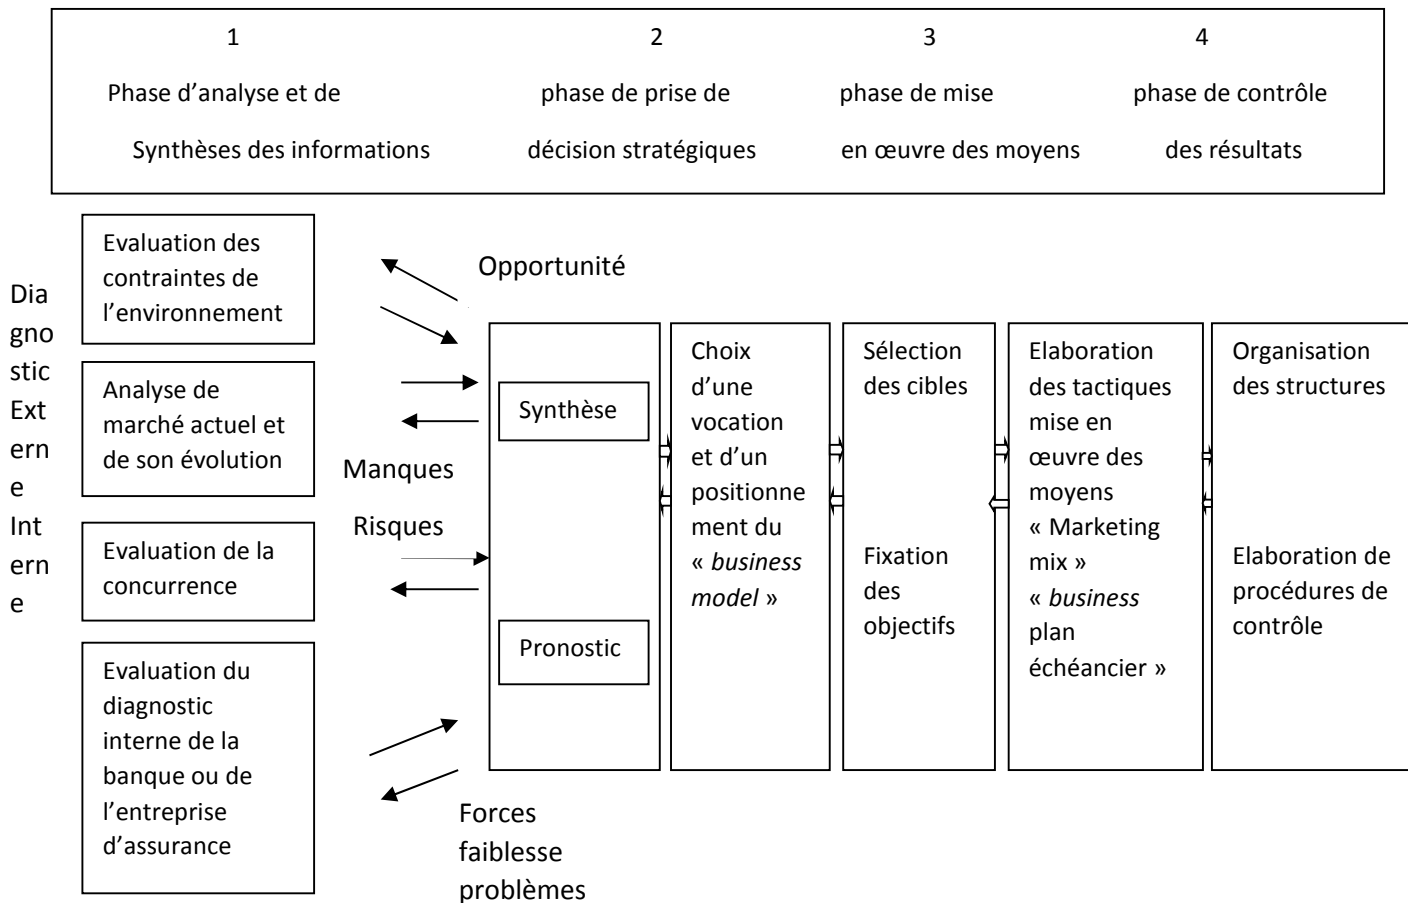 1 2 3 4
Phase d’analyse et de phase de prise de phase de mise phase de contrôle
Synthèses des informations décision stratégiques en œuvre des moyens des résultats
Dia
gno
stic
Ext
ern
e
Int
ern
e
Evaluation des
contraintes de
l’environnement
Analyse de
marché actuel et
de son évolution
Evaluation de la
concurrence
Evaluation du
diagnostic
interne de la
banque ou de
l’entreprise
d’assurance
Opportunité
Manques
Risques
Forces
faiblesse
problèmes
Synthèse
Pronostic
Choix
d’une
vocation
et d’un
positionne
ment du
« business
model »
Sélection
des cibles
Fixation
des
objectifs
Elaboration
des tactiques
mise en
œuvre des
moyens
« Marketing
mix »
« business
plan
échéancier »
Organisation
des structures
Elaboration de
procédures de
contrôle